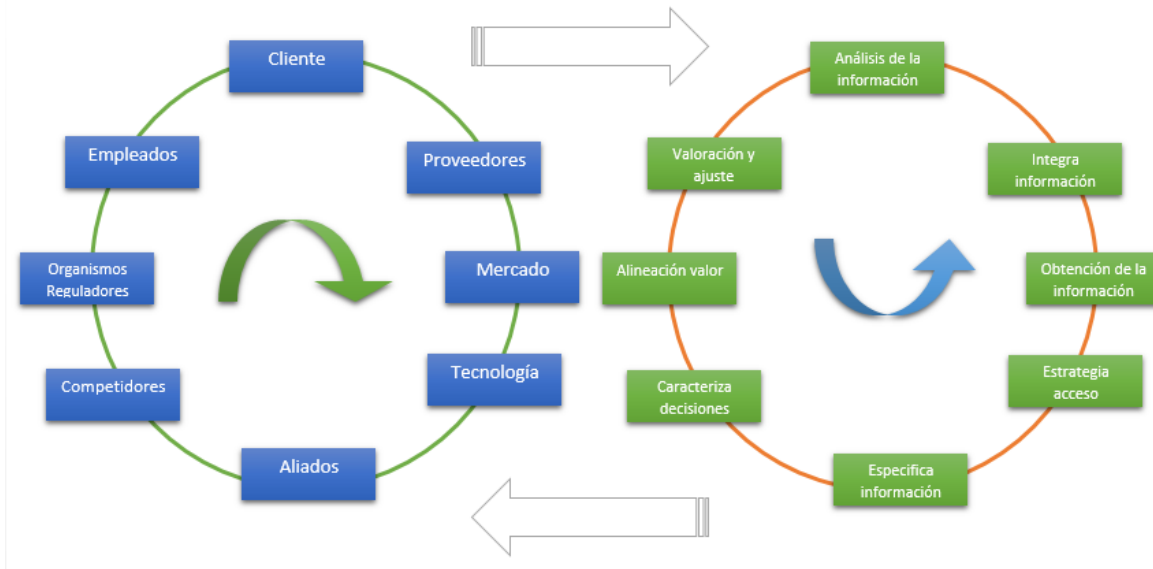 Cliente
Empleados
Proveedores
Organismos
Reguladores
Mercado
Competidores
Tecnología
Aliados
Análisis de la
información
Valoración y
ajuste
Integra
información
Alineación valor
Obtención de la
información
Caracteriza
decisiones
Estrategia
acceso
Especifica
información